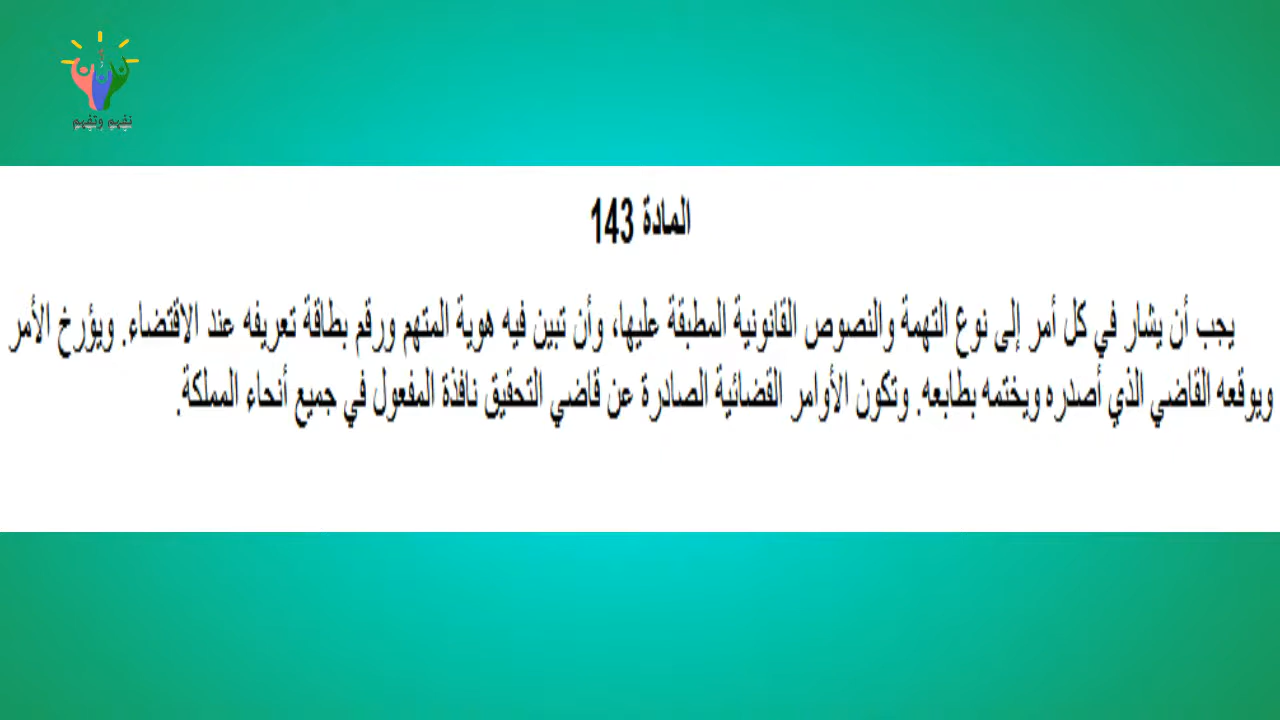 نفهم وتفهم
المادة 143
يجب أن يشار في كل أمر إلى نوع التهمة والنصوص القانونية المطبقة عليها، وأن تبين فيه هوية المتهم ورقم بطاقة تعريفه عند الاقتضاء. ويؤرخ الأمر
ويوقعه القاضي الذي أصدره ويختمه بطابعه. وتكون الأوامر القضائية الصادرة عن قاضي التحقيق نافذة المفعول في جميع أنحاء المملكة.